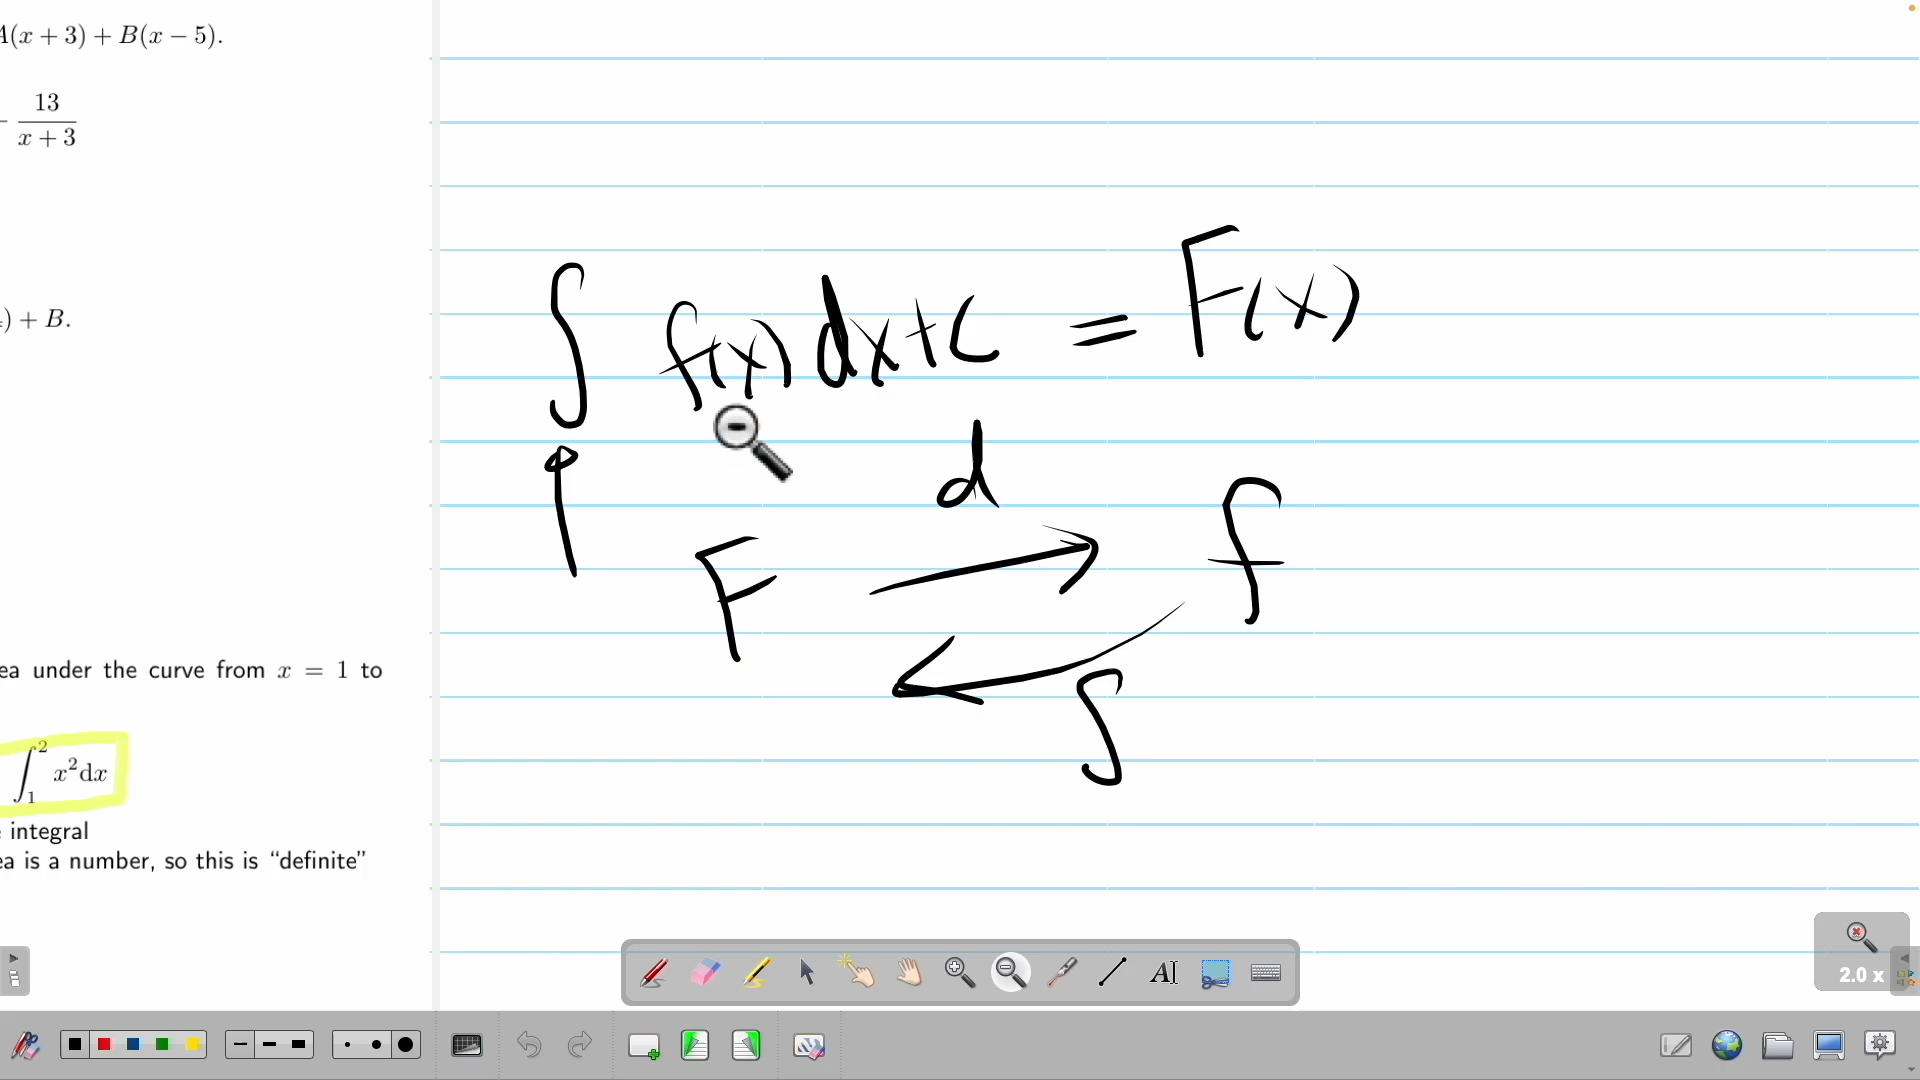 A(x + 3) + B(x − 5).
13
x + 3
) + B.
∫ f(x) dx + c = F(x)
d
F → f
← ∫
ea under the curve from x = 1 to
∫₁² x²dx
integral
ea is a number, so this is “definite”
AI
2.0 x